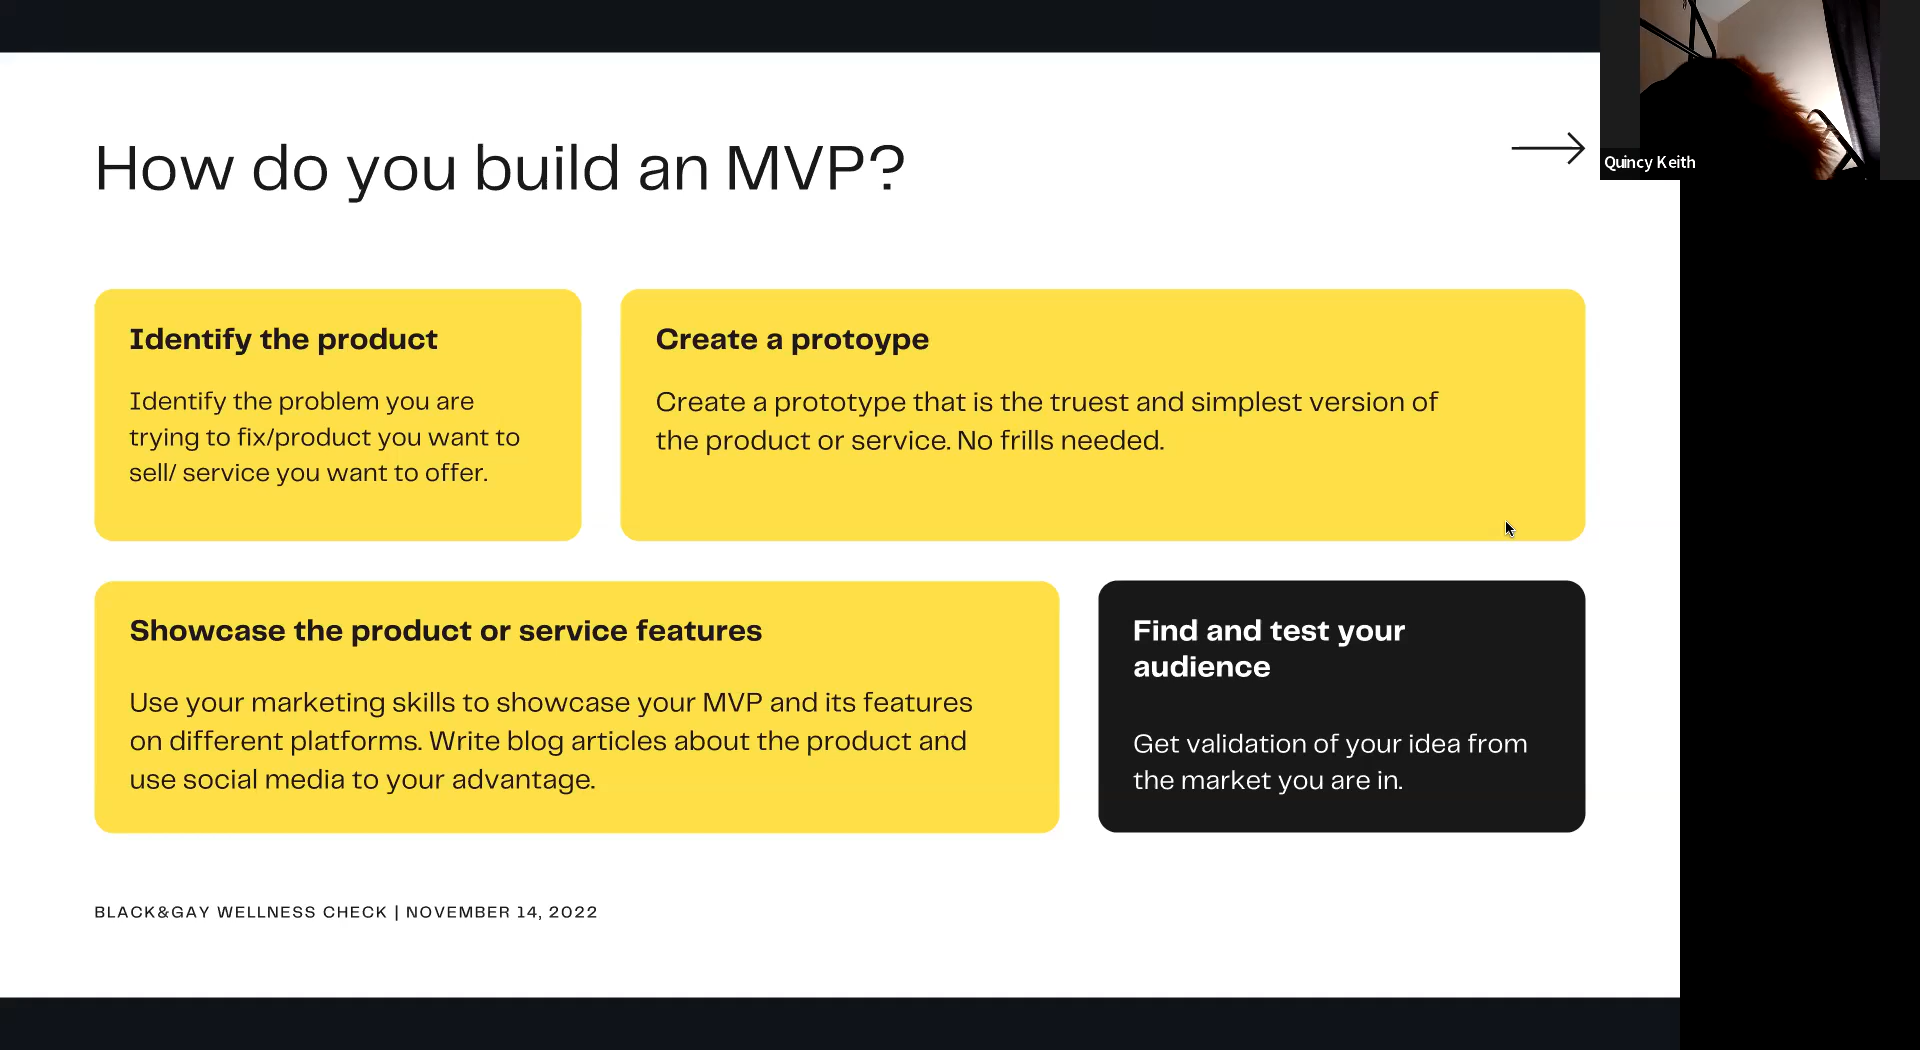 How do you build an MVP?
Quincy Keith
Identify the product
Identify the problem you are
trying to fix/product you want to
sell/ service you want to offer.
Create a protoype
Create a prototype that is the truest and simplest version of
the product or service. No frills needed.
Showcase the product or service features
Use your marketing skills to showcase your MVP and its features
on different platforms. Write blog articles about the product and
use social media to your advantage.
Find and test your
audience
Get validation of your idea from
the market you are in.
BLACK&GAY WELLNESS CHECK | NOVEMBER 14, 2022